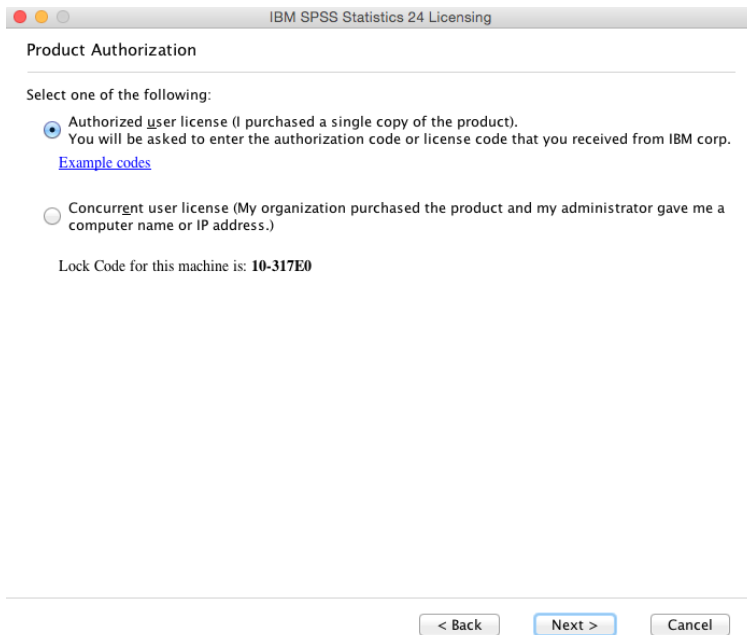 IBM SPSS Statistics 24 Licensing
Product Authorization
Select one of the following:
Authorized user license (I purchased a single copy of the product).
You will be asked to enter the authorization code or license code that you received from IBM corp.
Example codes
Concurrent user license (My organization purchased the product and my administrator gave me a
computer name or IP address.)
Lock Code for this machine is: 10-317E0
< Back Next > Cancel